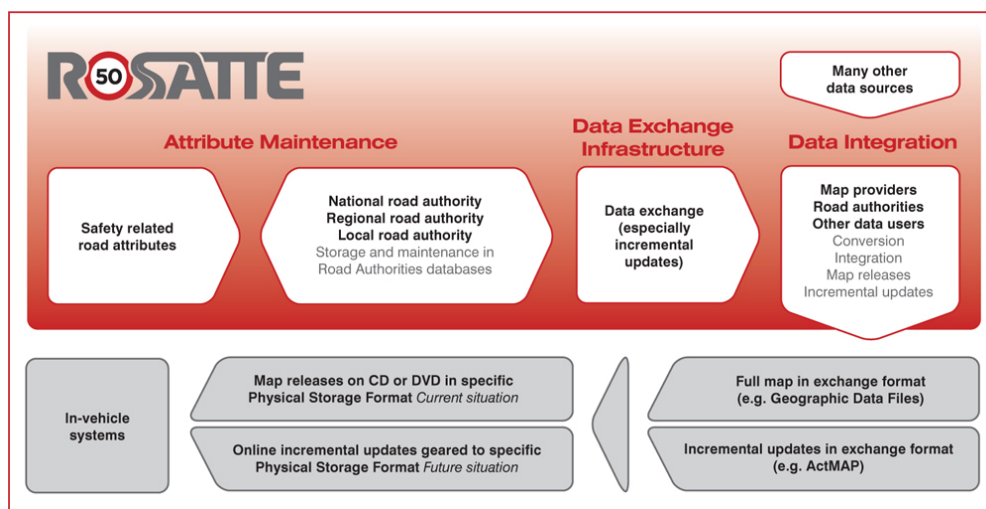 ROSATTE
50
Many other
data sources
Attribute Maintenance
Data Exchange
Infrastructure
Data Integration
Safety related
road attributes
National road authority
Regional road authority
Local road authority
Storage and maintenance in
Road Authorities databases
Data exchange
(especially
incremental
updates)
Map providers
Road authorities
Other data users
Conversion
Integration
Map releases
Incremental updates
In-vehicle
systems
Map releases on CD or DVD in specific
Physical Storage Format Current situation
Online incremental updates geared to specific
Physical Storage Format Future situation
Full map in exchange format
(e.g. Geographic Data Files)
Incremental updates in exchange format
(e.g. ActMAP)